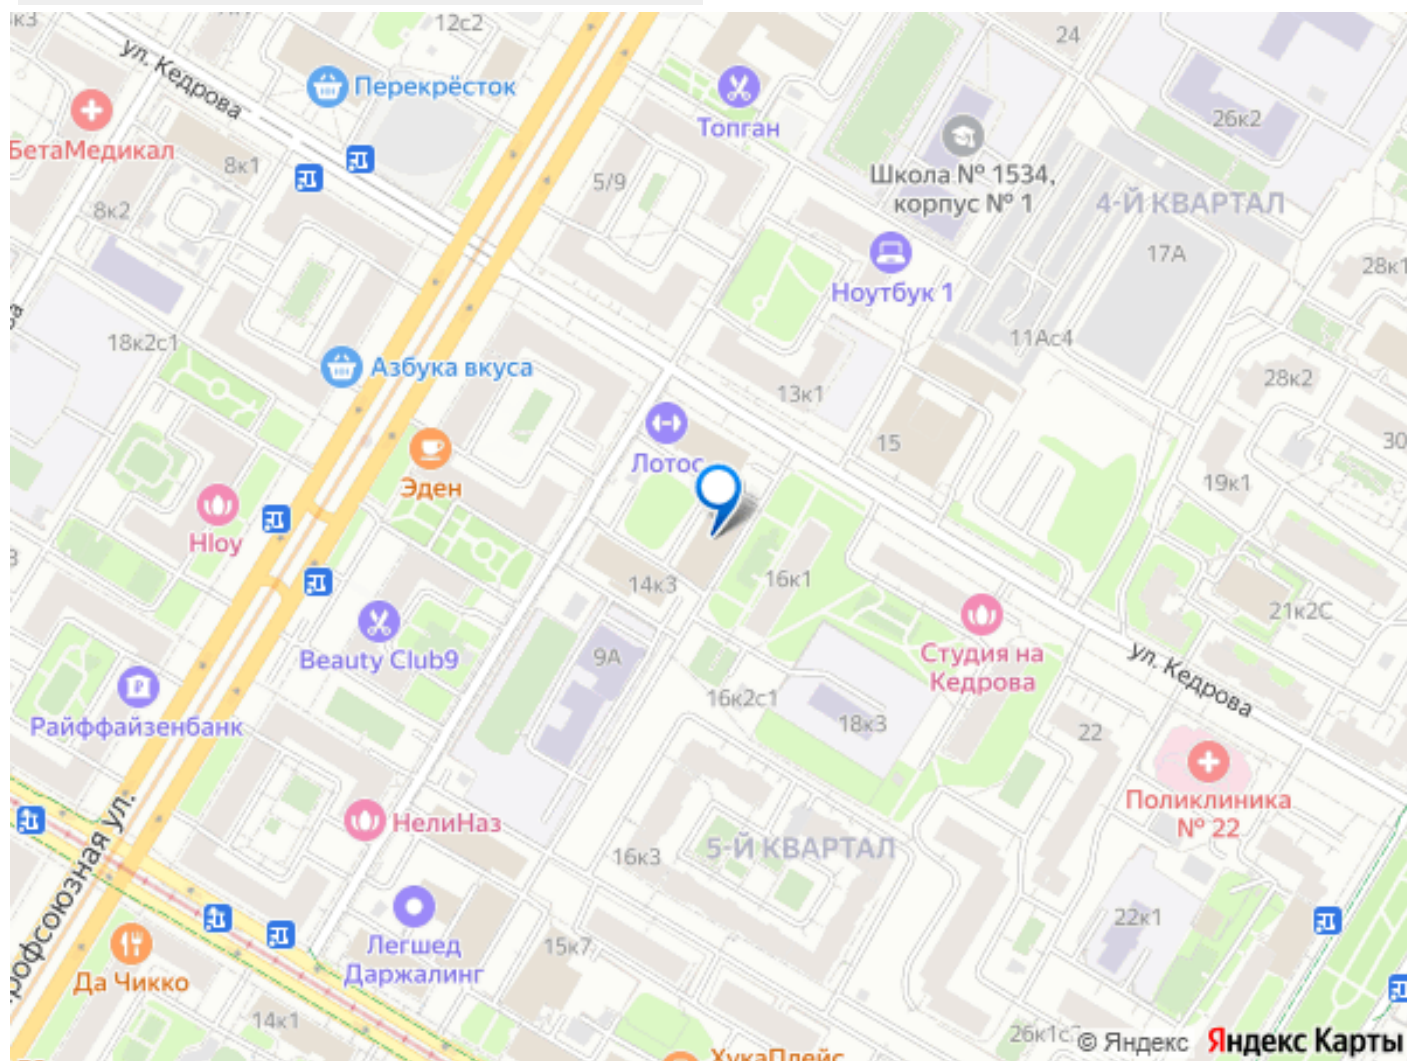 12с2
24
ул. Кедрова
Перекрёсток
Топган
26к2
БетаМедикал
8к1
5/9
Школа № 1534,
корпус № 1
4-Й КВАРТАЛ
8к2
17А
28к1
Ноутбук 1
18к2с1
11Ас4
Азбука вкуса
13к1
28к2
15
30
Лотос
Эден
19к1
Hloy
14к3
16к1
21к2С
Beauty Club9
9А
Студия на
Кедрова
ул. Кедрова
16к2с1
Райффайзенбанк
18к3
22
Поликлиника
№ 22
НелиНаз
16к3
5-Й КВАРТАЛ
рофсоюзная ул.
22к1
Легшед
Даржалинг
15к7
Да Чикко
14к1
26к1с
© Яндекс Яндекс Карты
ХукаПлейс